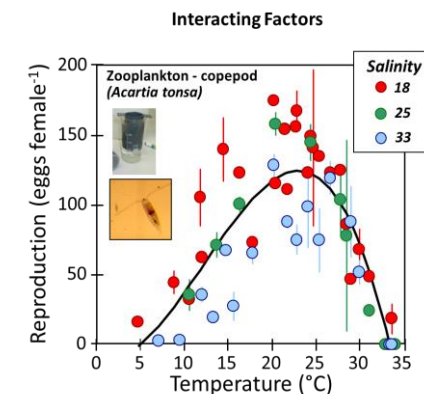 Interacting Factors
Zooplankton - copepod
(Acartia tonsa)
Salinity
18
25
33
Reproduction (eggs female-1)
200
150
100
50
0
0 5 10 15 20 25 30 35
Temperature (°C)